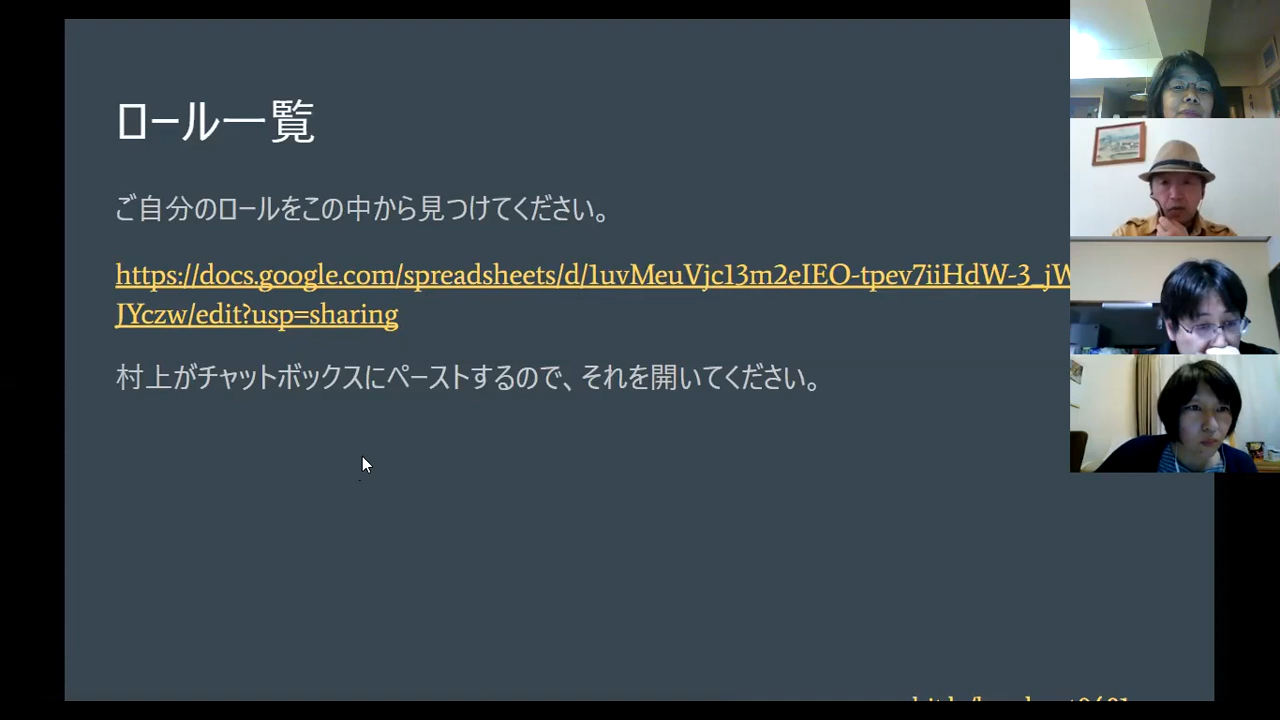 ロール一覧
ご自分のロールをこの中から見つけてください。
https://docs.google.com/spreadsheets/d/1uvMeuVjc13m2eIEO-tpev7iiHdW-3_jW
JYczw/edit?usp=sharing
村上がチャットボックスにペーストするので、それを開いてください。